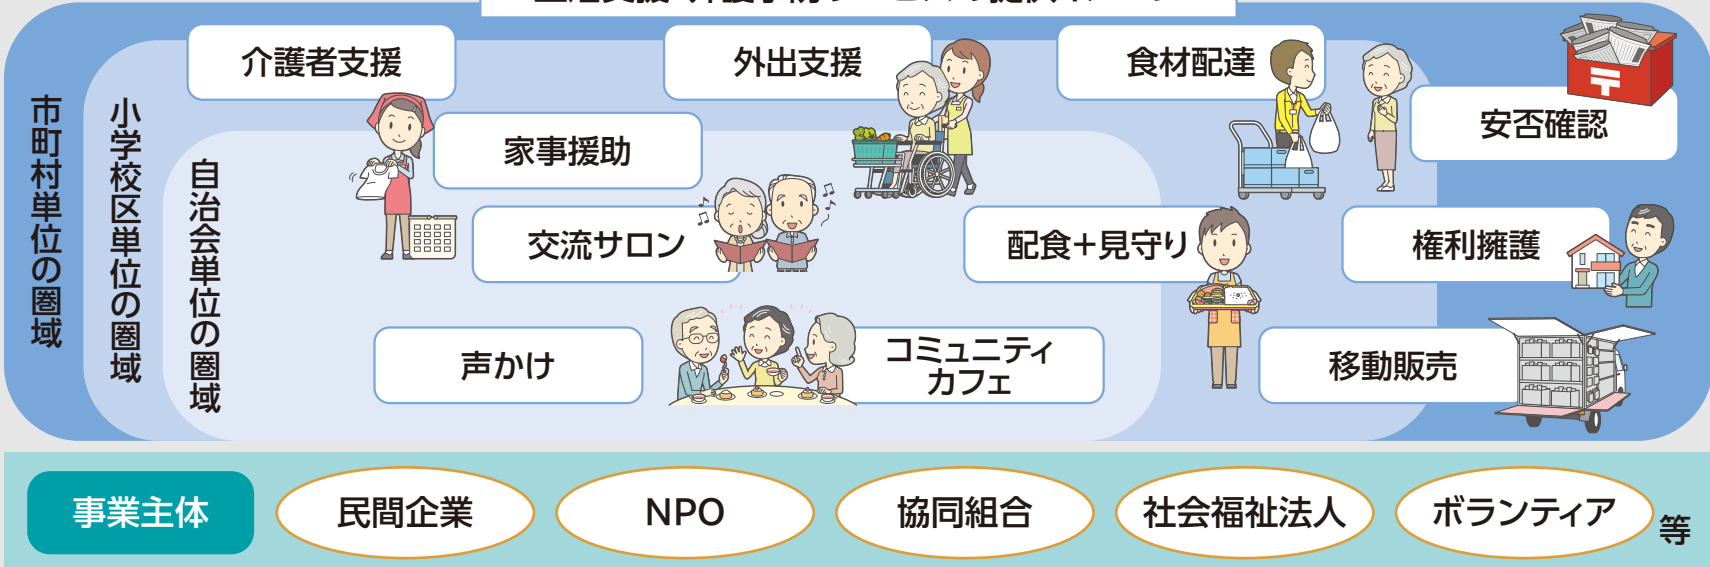 介護者支援
外出支援
食材配達
安否確認
家事援助
交流サロン
配食+見守り
権利擁護
声かけ
コミュニティ
カフェ
移動販売
市町村単位の圏域
小学校区単位の圏域
自治会単位の圏域
事業主体
民間企業
NPO
協同組合
社会福祉法人
ボランティア
等